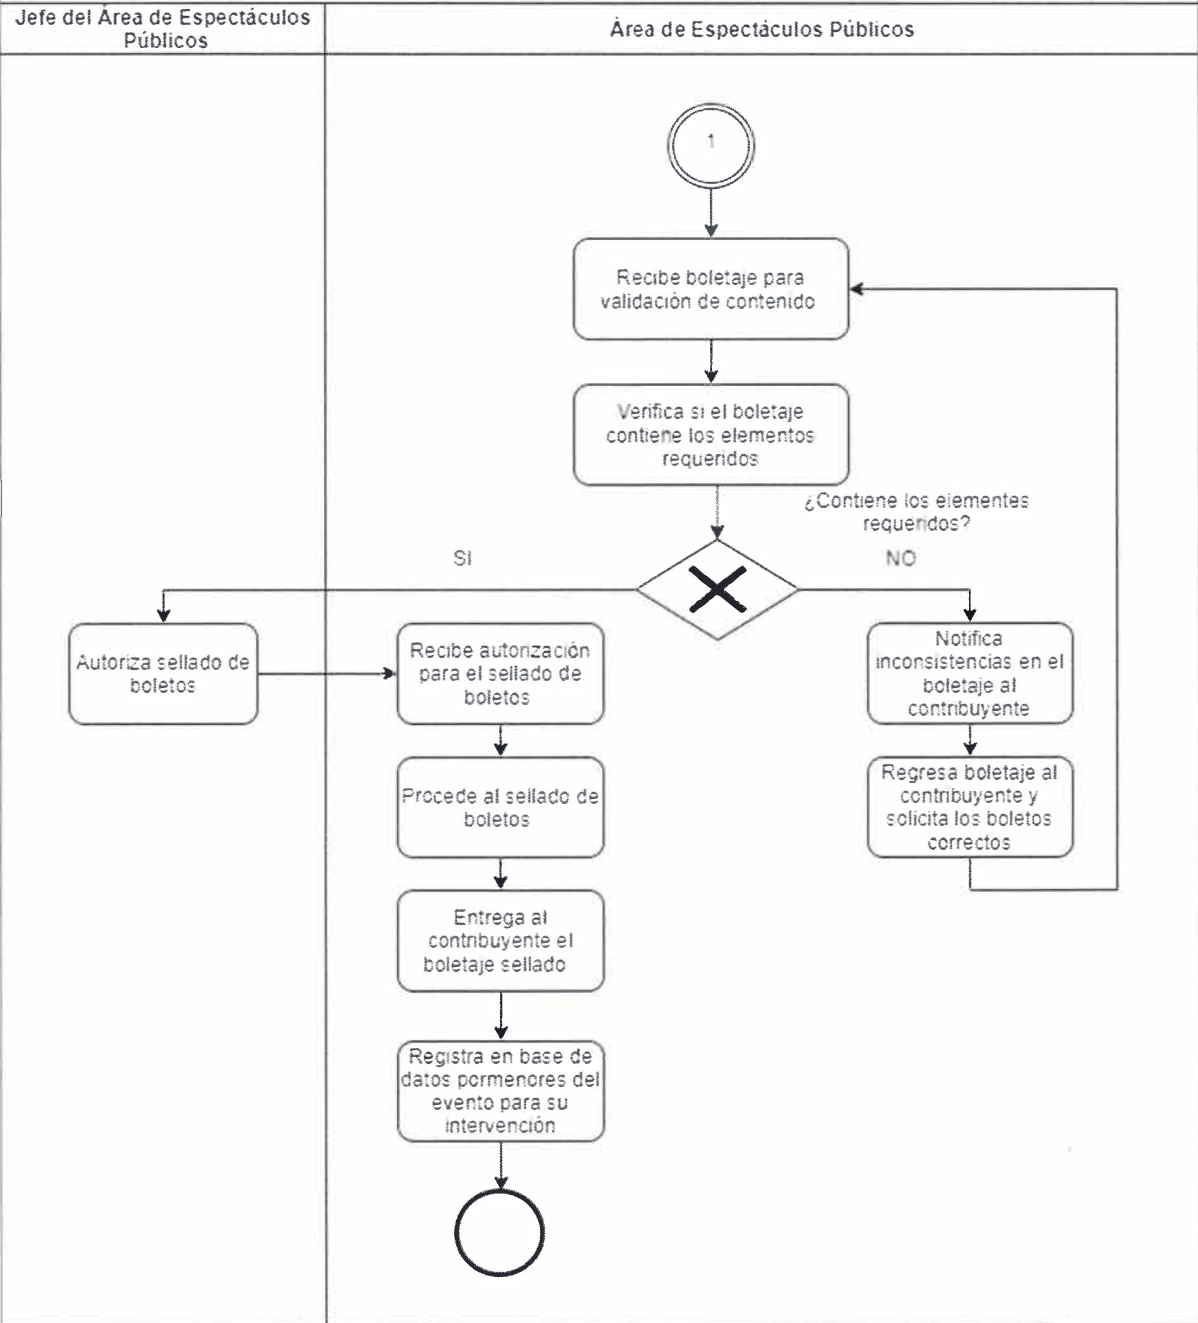 Jefe del Área de Espectáculos
Públicos
Área de Espectáculos Públicos
1
Recibe boletaje para
validación de contenido
Verifica si el boletaje
contiene los elementos
requeridos
¿Contiene los elementes
requeridos?
SI
NO
Autoriza sellado de
boletos
Recibe autorización
para el sellado de
boletos
Notifica
inconsistencias en el
boletaje al
contribuyente
Procede al sellado de
boletos
Regresa boletaje al
contribuyente y
solicita los boletos
correctos
Entrega al
contribuyente el
boletaje sellado
Registra en base de
datos pormenores del
evento para su
intervención